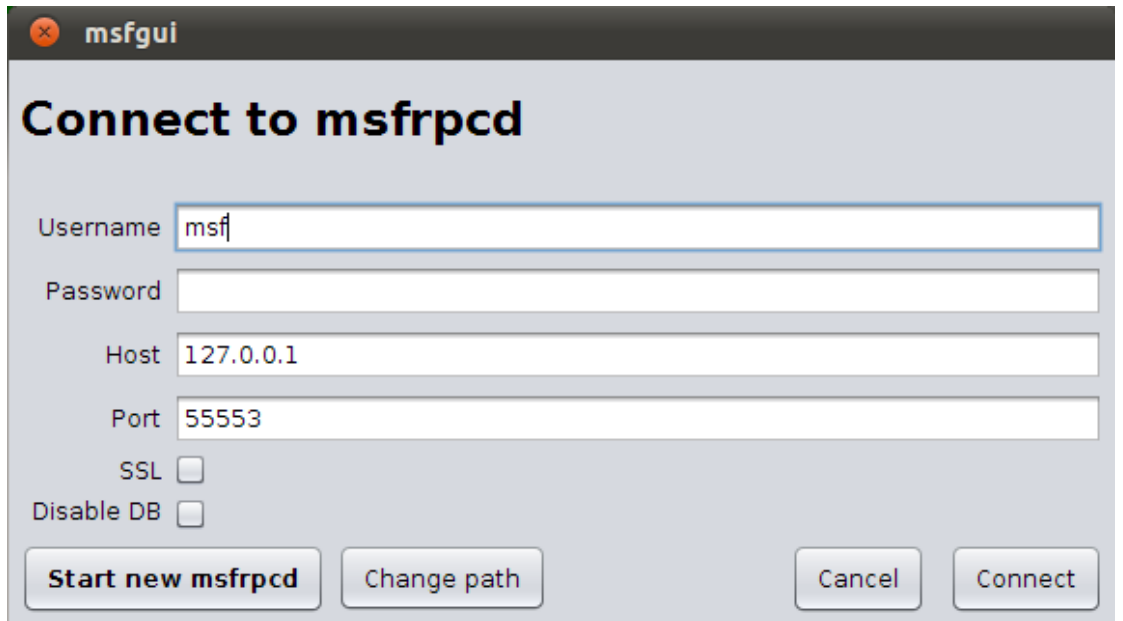 msfgui
Connect to msfrpcd
Username msf
Password
Host 127.0.0.1
Port 55553
SSL
Disable DB
Start new msfrpcd Change path Cancel Connect